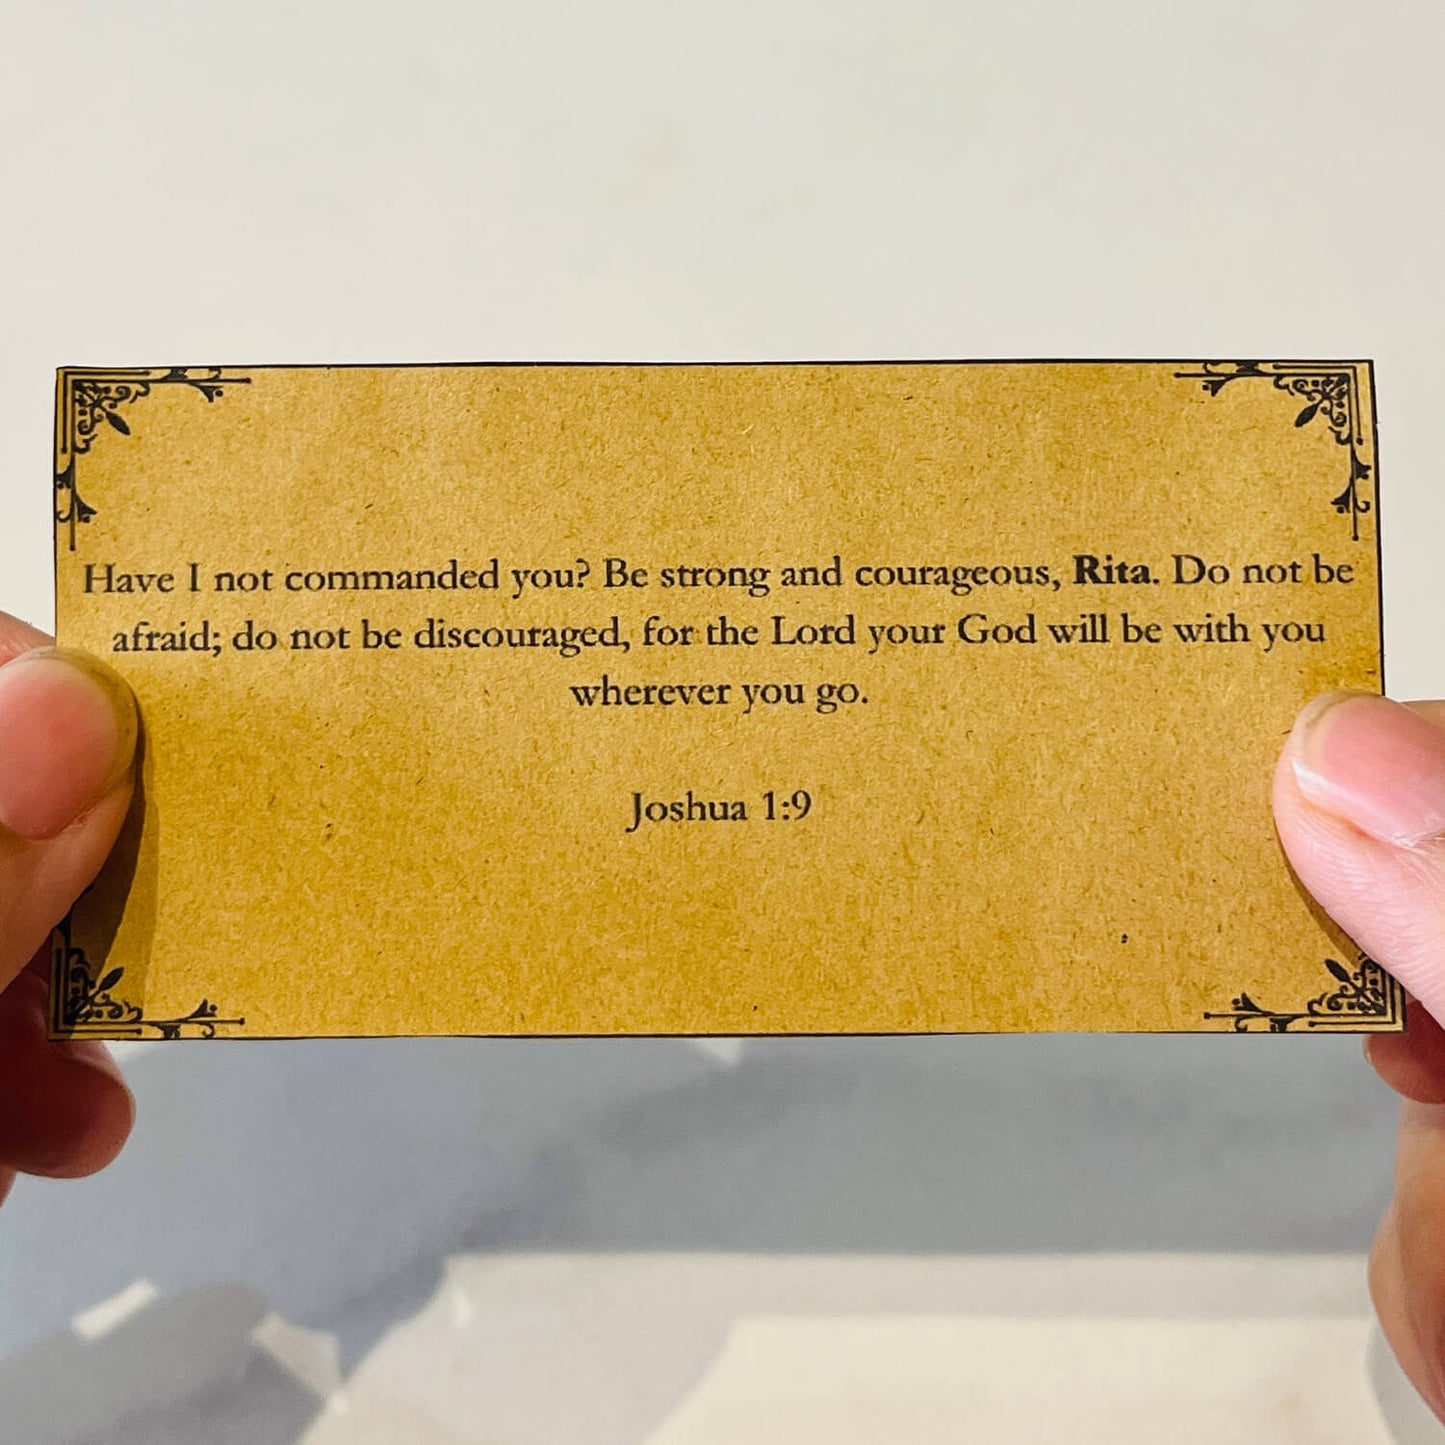 Have I not commanded you? Be strong and courageous, Rita. Do not be
afraid; do not be discouraged, for the Lord your God will be with you
wherever you go.
Joshua 1:9